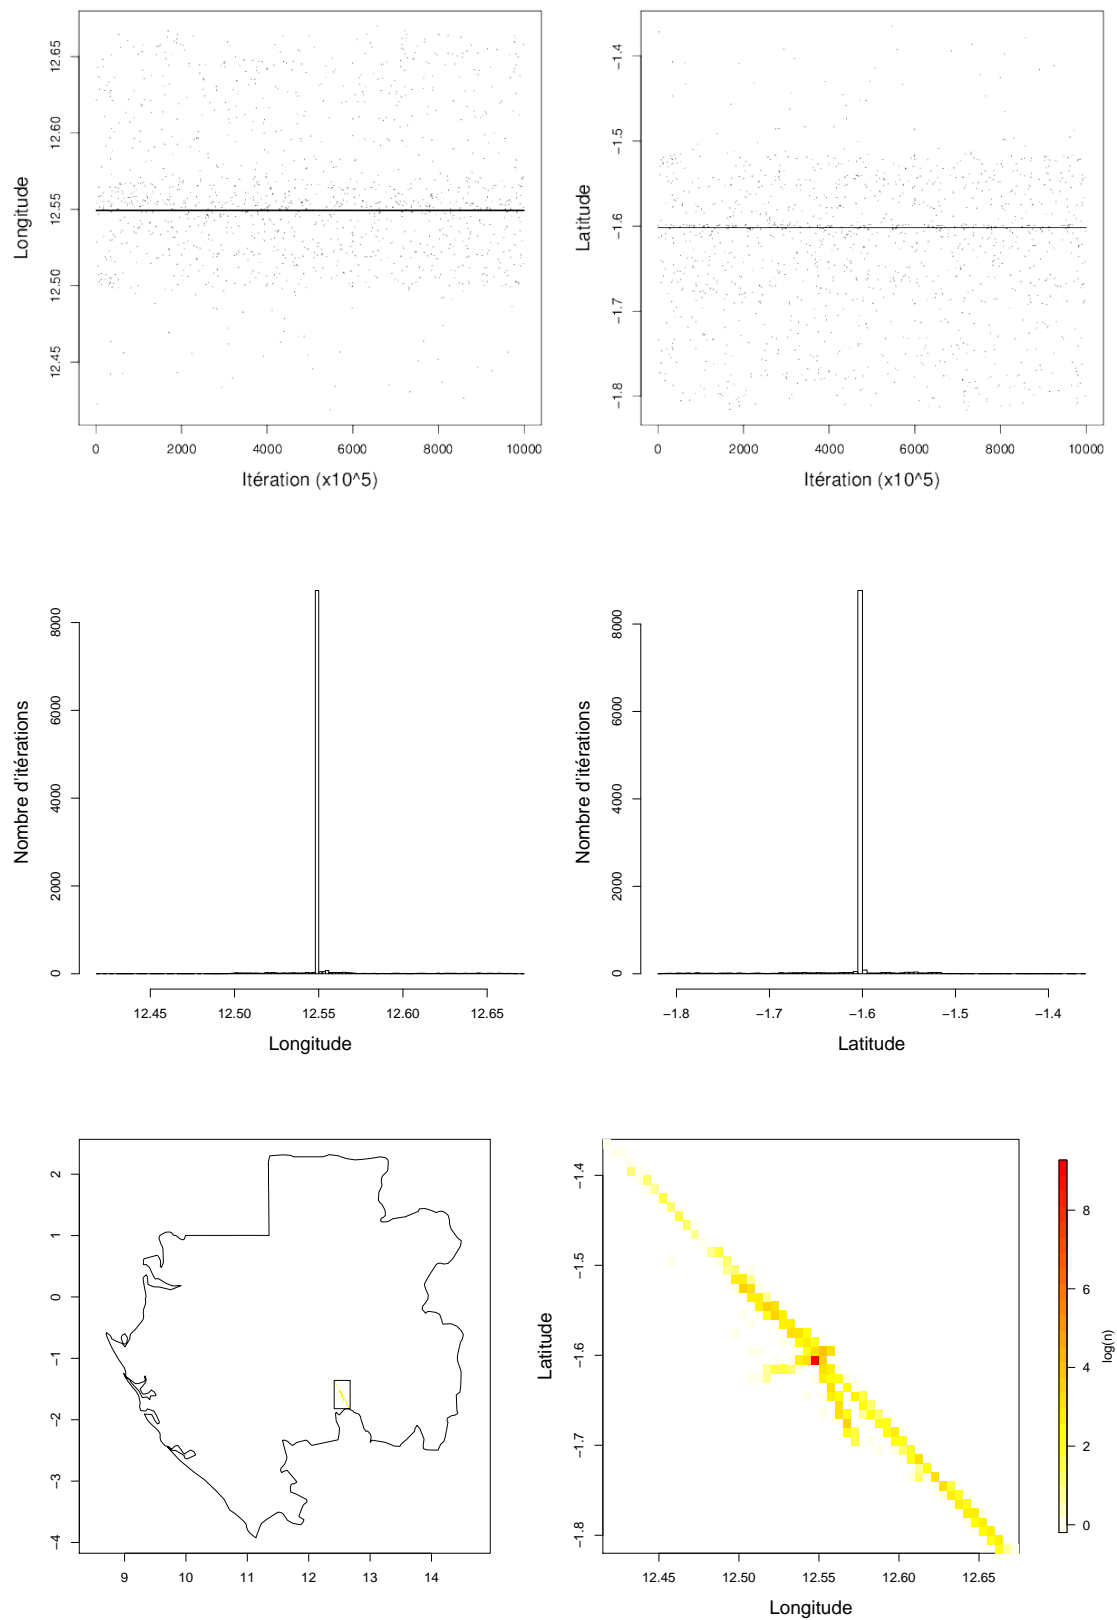 12.65
12.60
12.55
12.50
12.45
Longitude
0 2000 4000 6000 8000 10000
Itération (x10^5)
−1.4
−1.5
−1.6
−1.7
−1.8
Latitude
0 2000 4000 6000 8000 10000
Itération (x10^5)
8000
6000
4000
2000
0
Nombre d'itérations
12.45 12.50 12.55 12.60 12.65
Longitude
8000
6000
4000
2000
0
Nombre d'itérations
−1.8 −1.7 −1.6 −1.5 −1.4
Latitude
2
1
0
−1
−2
−3
−4
9 10 11 12 13 14
−1.4
−1.5
−1.6
−1.7
−1.8
Latitude
12.45 12.50 12.55 12.60 12.65
Longitude
8
6
4
2
0
log(n)